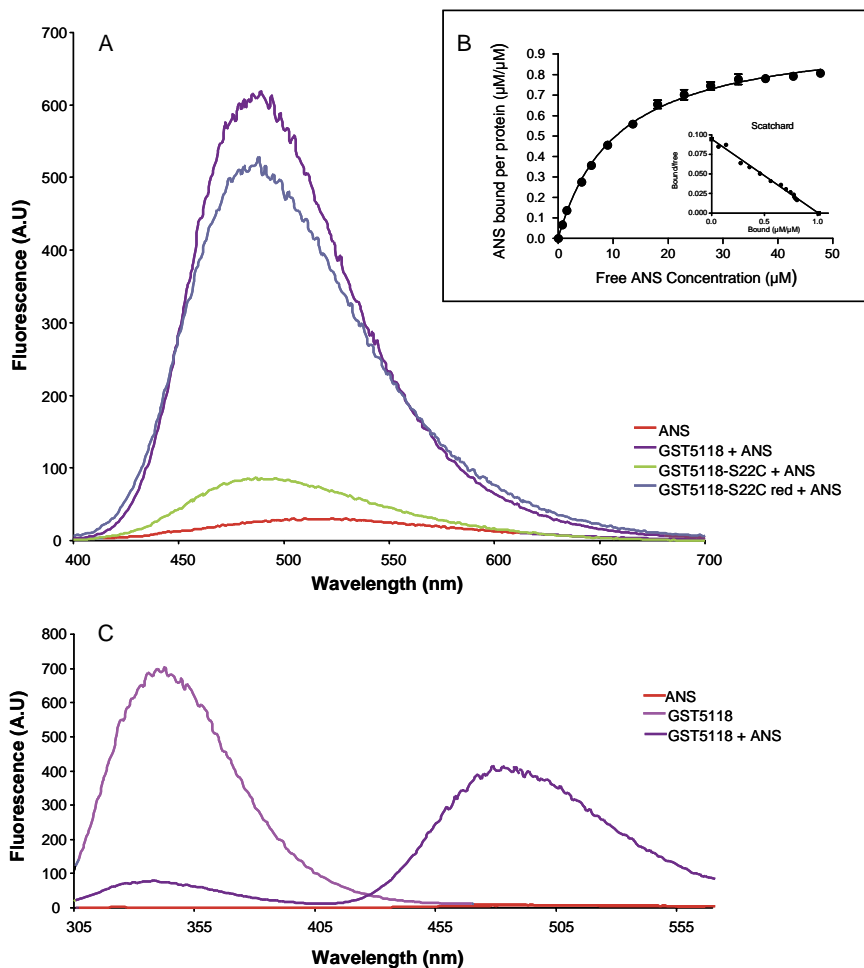 A
Fluorescence (A.U)
700
600
500
400
300
200
100
0
400
450
500
550
600
650
700
Wavelength (nm)
ANS
GST5118 + ANS
GST5118-S22C + ANS
GST5118-S22C red + ANS
B
ANS bound per protein (µM/µM)
0.9
0.8
0.7
0.6
0.5
0.4
0.3
0.2
0.1
0.0
0
10
20
30
40
50
Free ANS Concentration (µM)
Scatchard
Bound/free
0.100
0.075
0.050
0.025
0.000
0.0
0.5
1.0
Bound (µM/µM)
C
Fluorescence (A.U)
800
700
600
500
400
300
200
100
0
305
355
405
455
505
555
Wavelength (nm)
ANS
GST5118
GST5118 + ANS